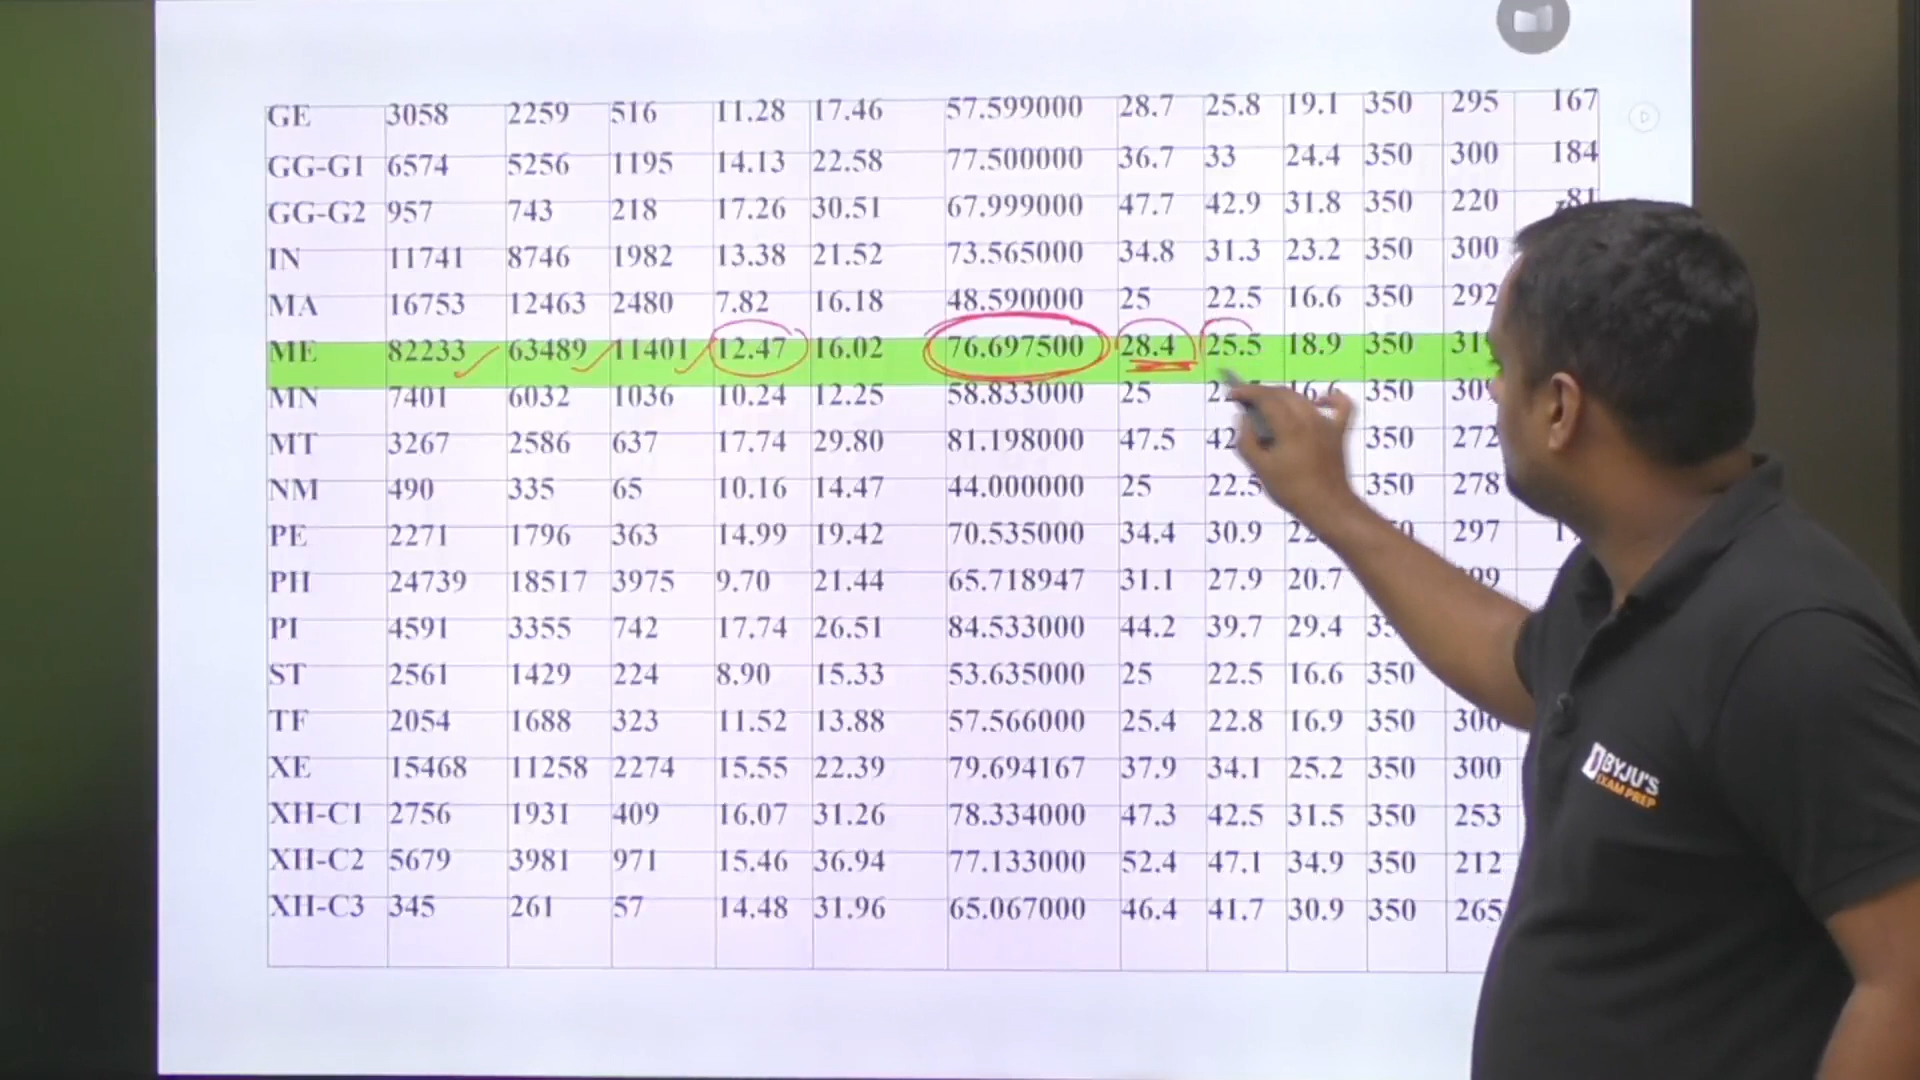 GE 3058 2259 516 11.28 17.46 57.599000 28.7 25.8 19.1 350 295 167
GG-G1 6574 5256 1195 14.13 22.58 77.500000 36.7 33 24.4 350 300 184
GG-G2 957 743 218 17.26 30.51 67.999000 47.7 42.9 31.8 350 220
IN 11741 8746 1982 13.38 21.52 73.565000 34.8 31.3 23.2 350 300
MA 16753 12463 2480 7.82 16.18 48.590000 25 22.5 16.6 350 292
ME 82233 63489 11401 12.47 16.02 76.697500 28.4 25.5 18.9 350
MN 7401 6032 1036 10.24 12.25 58.833000 25 16.6 350
MT 3267 2586 637 17.74 29.80 81.198000 47.5 350 272
NM 490 335 65 10.16 14.47 44.000000 25 22.5 350 278
PE 2271 1796 363 14.99 19.42 70.535000 34.4 30.9 297
PH 24739 18517 3975 9.70 21.44 65.718947 31.1 27.9 20.7
PI 4591 3355 742 17.74 26.51 84.533000 44.2 39.7 29.4
ST 2561 1429 224 8.90 15.33 53.635000 25 22.5 16.6 350
TF 2054 1688 323 11.52 13.88 57.566000 25.4 22.8 16.9 350 300
XE 15468 11258 2274 15.55 22.39 79.694167 37.9 34.1 25.2 350 300
XH-C1 2756 1931 409 16.07 31.26 78.334000 47.3 42.5 31.5 350 253
XH-C2 5679 3981 971 15.46 36.94 77.133000 52.4 47.1 34.9 350 212
XH-C3 345 261 57 14.48 31.96 65.067000 46.4 41.7 30.9 350 265
BYJU'S
EXAM PREP